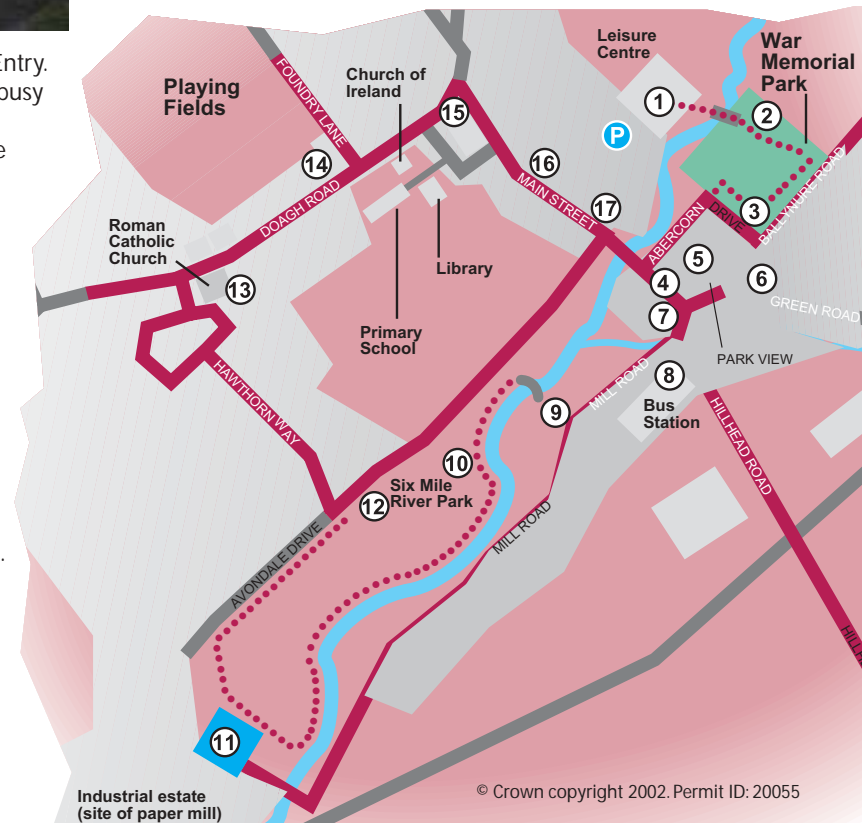 Entry.
busy
e
.
Playing
Fields
FOUNDRY LANE
Church of
Ireland
Leisure
Centre
War
Memorial
Park
1
2
P
15
14
16
DOAGH ROAD
MAIN STREET
17
ABERCORN
DRIVE
3
BALLYNURE ROAD
Roman
Catholic
Church
13
Library
Primary
School
5
4
6
7
GREEN ROAD
PARK VIEW
HAWTHORN WAY
8
MILL ROAD
Bus
Station
9
HILLHEAD ROAD
10
Six Mile
River Park
12
MILL ROAD
AVONDALE DRIVE
HILLH
11
Industrial estate
(site of paper mill)
© Crown copyright 2002. Permit ID: 20055